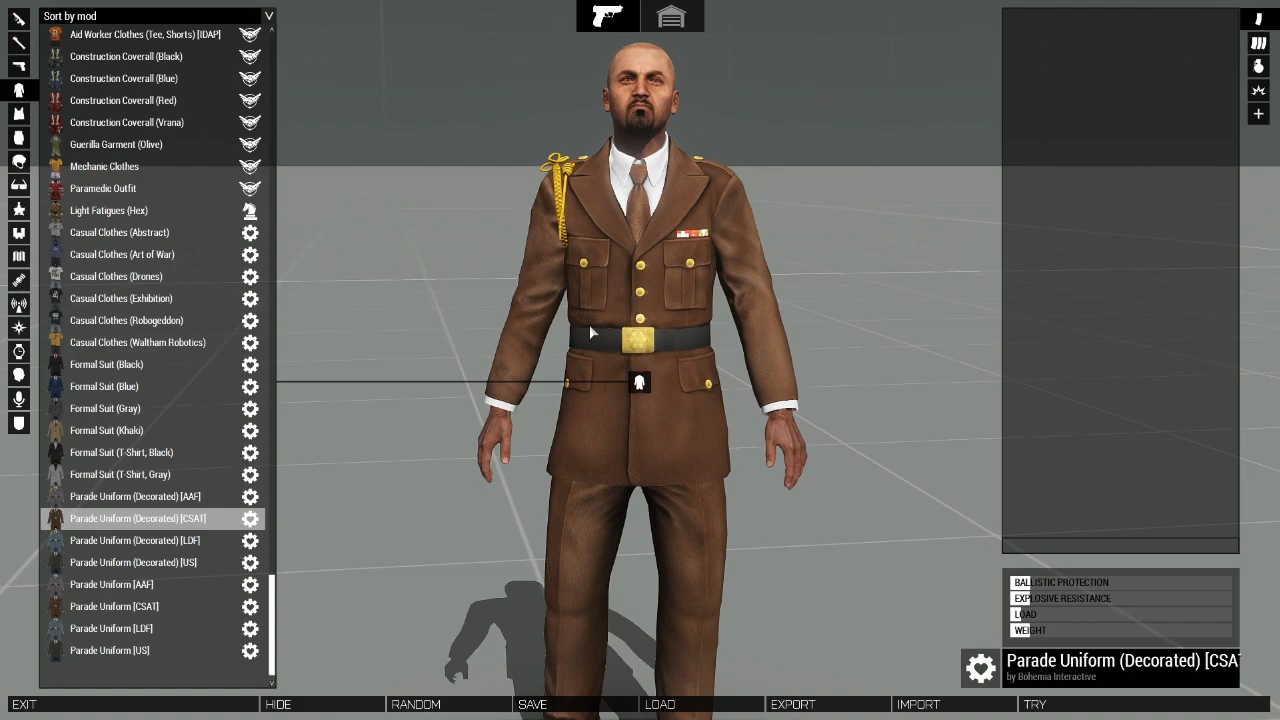 Sort by mod
Aid Worker Clothes (Tee, Shorts) [IDAP]
Construction Coverall (Black)
Construction Coverall (Blue)
Construction Coverall (Red)
Construction Coverall (Vrana)
Guerilla Garment (Olive)
Mechanic Clothes
Paramedic Outfit
Light Fatigues (Hex)
Casual Clothes (Abstract)
Casual Clothes (Art of War)
Casual Clothes (Drones)
Casual Clothes (Exhibition)
Casual Clothes (Robogeddon)
Casual Clothes (Waltham Robotics)
Formal Suit (Black)
Formal Suit (Blue)
Formal Suit (Gray)
Formal Suit (Khaki)
Formal Suit (T-Shirt, Black)
Formal Suit (T-Shirt, Gray)
Parade Uniform (Decorated) [AAF]
Parade Uniform (Decorated) [CSAT]
Parade Uniform (Decorated) [LDF]
Parade Uniform (Decorated) [US]
Parade Uniform [AAF]
Parade Uniform [CSAT]
Parade Uniform [LDF]
Parade Uniform [US]
BALLISTIC PROTECTION
EXPLOSIVE RESISTANCE
LOAD
WEIGHT
Parade Uniform (Decorated) [CSA
by Bohemia Interactive
EXIT HIDE RANDOM SAVE LOAD EXPORT IMPORT TRY